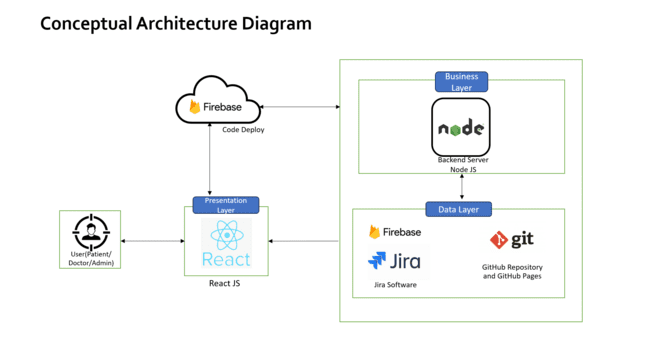 Conceptual Architecture Diagram
Business
Layer
Firebase
Code Deploy
node
Backend Server
Node JS
Presentation
Layer
Data Layer
User(Patient/
Doctor/Admin)
React
React JS
Firebase
Jira
Jira Software
git
GitHub Repository
and GitHub Pages